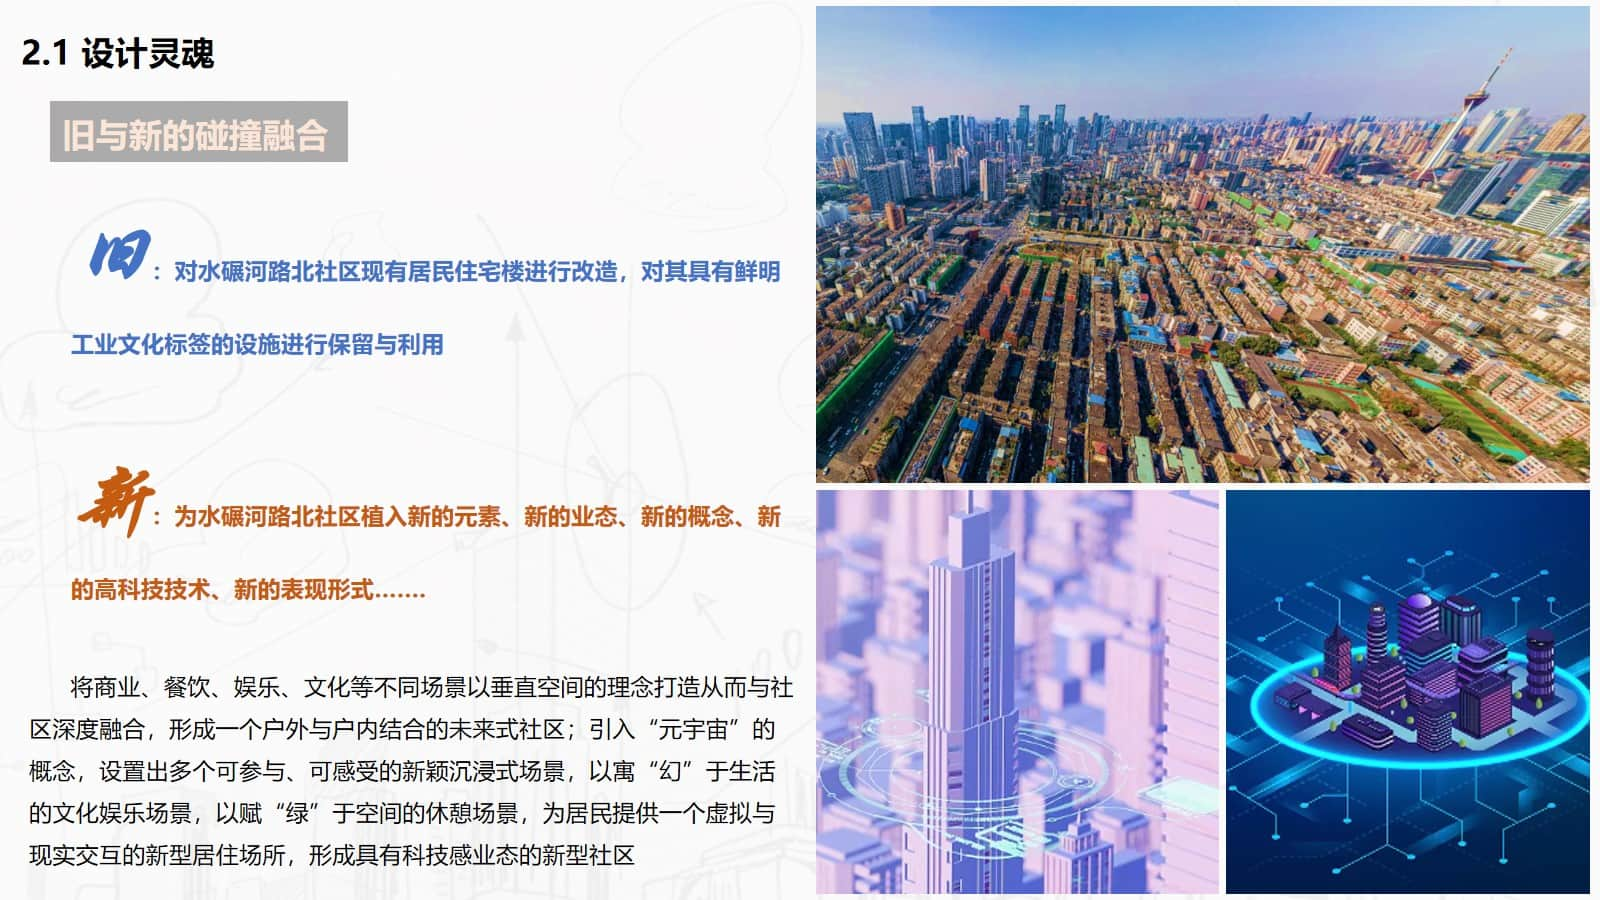 2.1 设计灵魂
旧与新的碰撞融合
旧：对水碾河路北社区现有居民住宅楼进行改造，对其具有鲜明
工业文化标签的设施进行保留与利用
新：为水碾河路北社区植入新的元素、新的业态、新的概念、新
的高科技技术、新的表现形式.......
将商业、餐饮、娱乐、文化等不同场景以垂直空间的理念打造从而与社
区深度融合，形成一个户外与户内结合的未来式社区；引入“元宇宙”的
概念，设置出多个可参与、可感受的新颖沉浸式场景，以寓“幻”于生活
的文化娱乐场景，以赋“绿”于空间的休憩场景，为居民提供一个虚拟与
现实交互的新型居住场所，形成具有科技感业态的新型社区